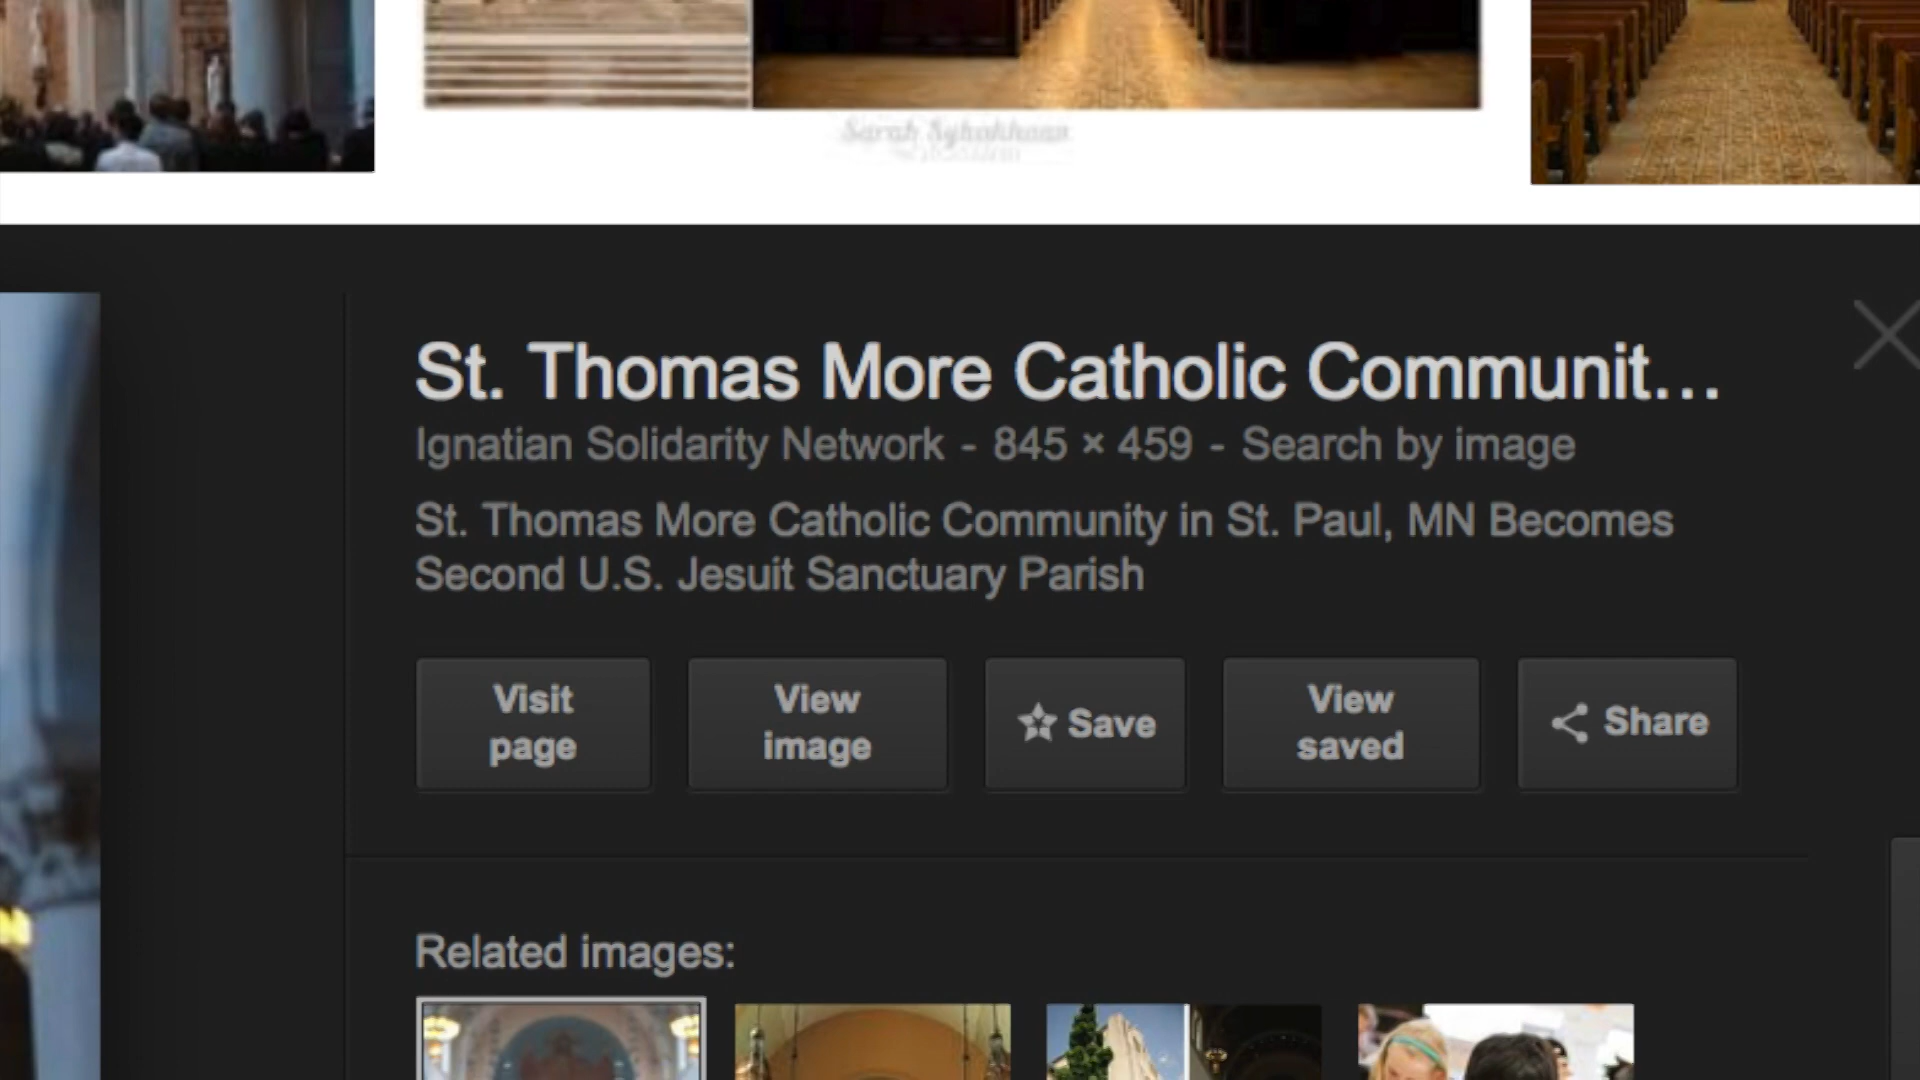 St. Thomas More Catholic Communit…
Ignatian Solidarity Network - 845 × 459 - Search by image
St. Thomas More Catholic Community in St. Paul, MN Becomes
Second U.S. Jesuit Sanctuary Parish
Visit
page
View
image
Save
View
saved
Share
Related images: